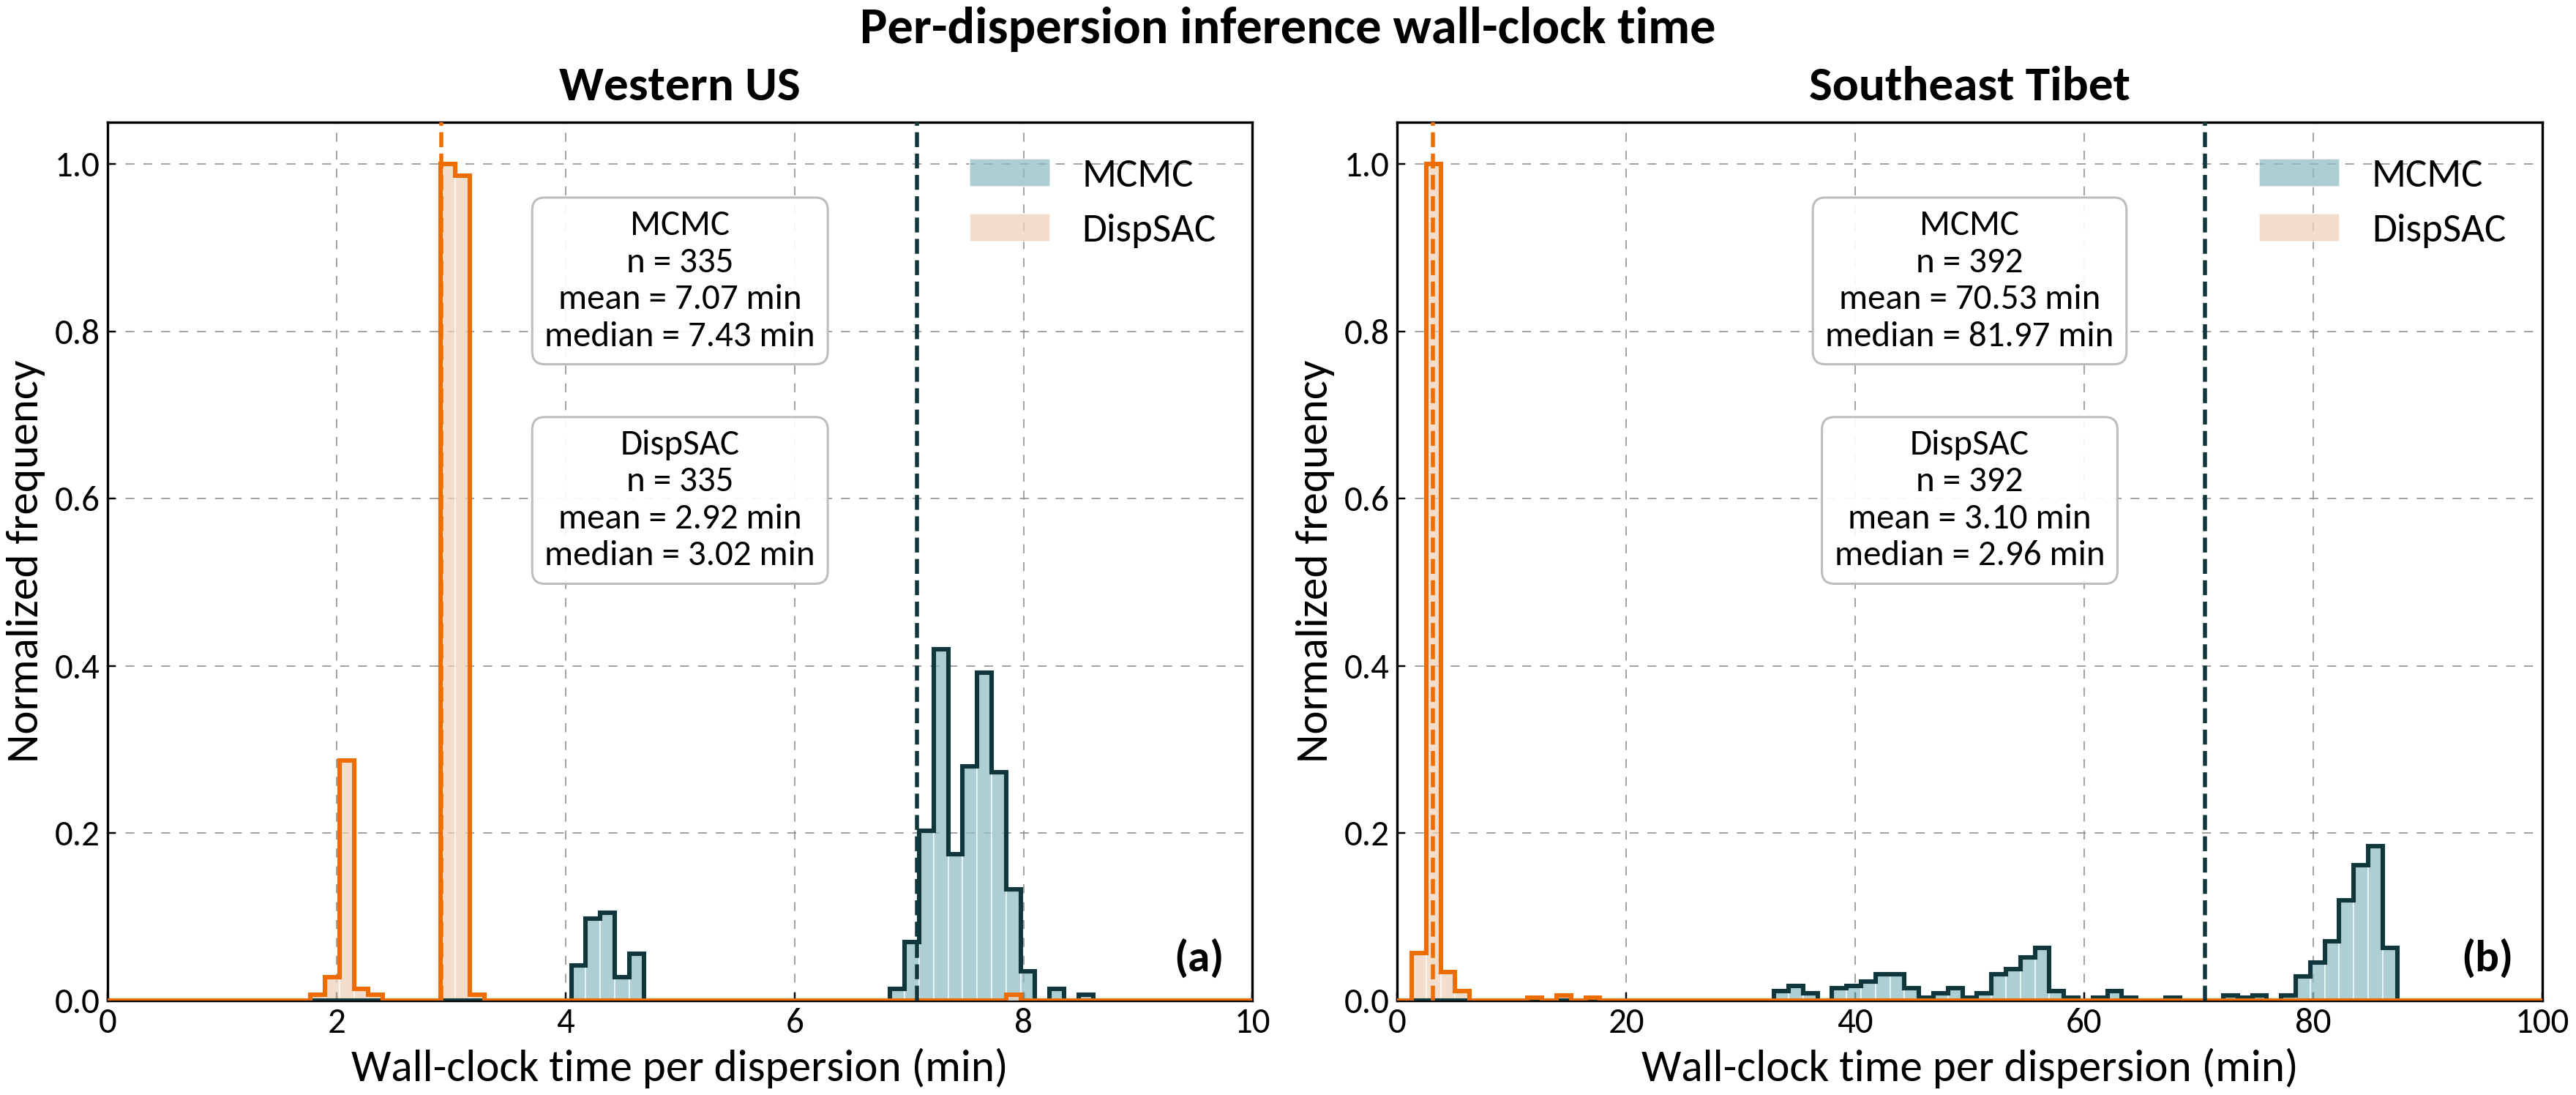 Per-dispersion inference wall-clock time
Western US
Normalized frequency
1.0
0.8
0.6
0.4
0.2
0.0
0
2
4
6
8
10
Wall-clock time per dispersion (min)
MCMC
DispSAC
MCMC
n = 335
mean = 7.07 min
median = 7.43 min
DispSAC
n = 335
mean = 2.92 min
median = 3.02 min
(a)
Southeast Tibet
Normalized frequency
1.0
0.8
0.6
0.4
0.2
0.0
0
20
40
60
80
100
Wall-clock time per dispersion (min)
MCMC
DispSAC
MCMC
n = 392
mean = 70.53 min
median = 81.97 min
DispSAC
n = 392
mean = 3.10 min
median = 2.96 min
(b)